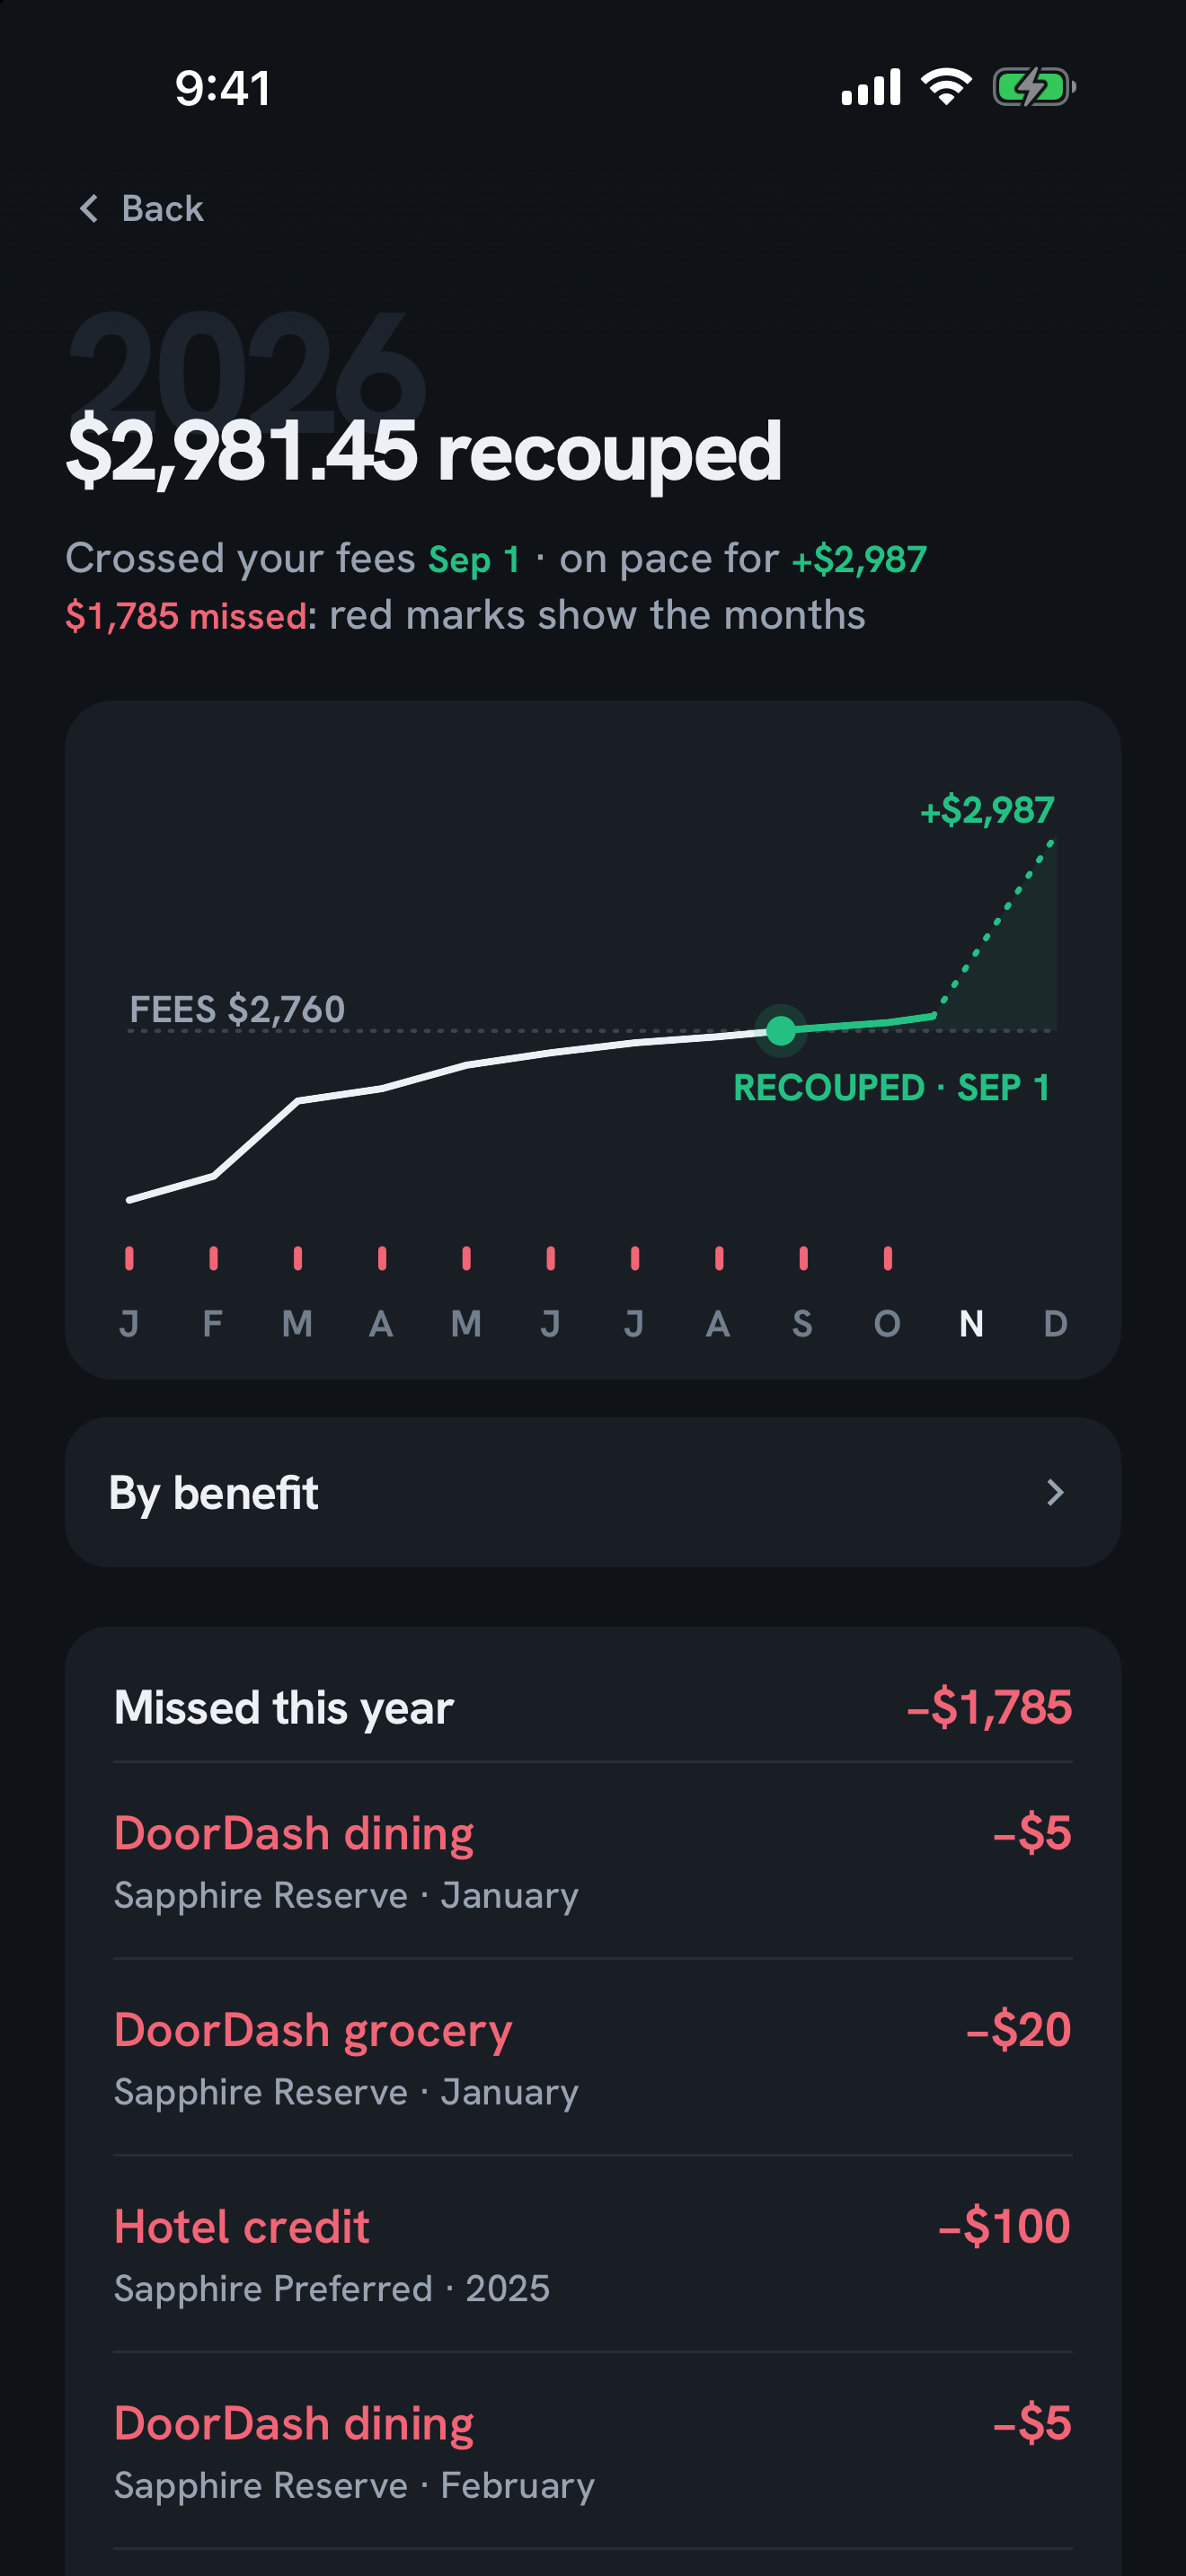 9:41
Back
2026
$2,981.45 recouped
Crossed your fees Sep 1 · on pace for +$2,987
$1,785 missed: red marks show the months
+$2,987
FEES $2,760
RECOUPED · SEP 1
J F M A M J J A S O N D
By benefit
Missed this year –$1,785
DoorDash dining –$5
Sapphire Reserve · January
DoorDash grocery –$20
Sapphire Reserve · January
Hotel credit –$100
Sapphire Preferred · 2025
DoorDash dining –$5
Sapphire Reserve · February